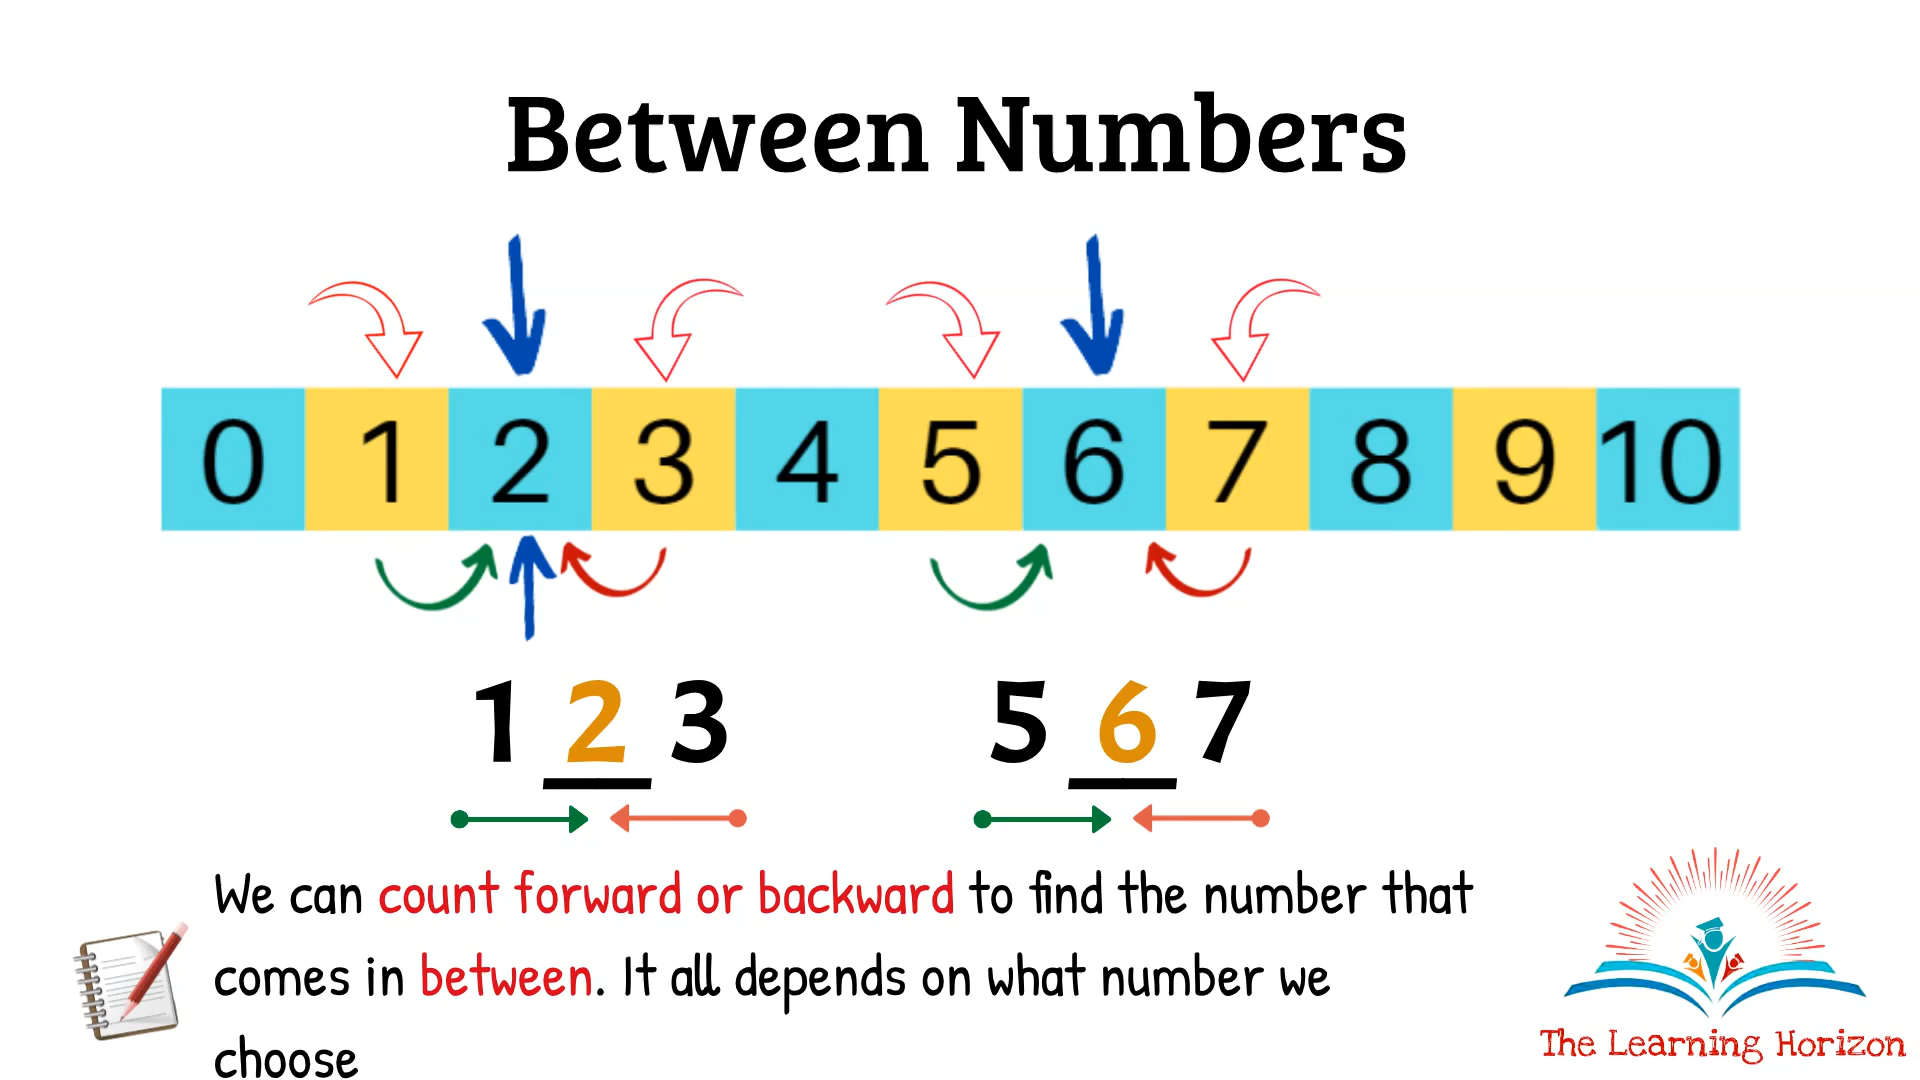 Between Numbers
0 1 2 3 4 5 6 7 8 9 10
1 2 3 5 6 7
We can count forward or backward to find the number that
comes in between. It all depends on what number we
choose
The Learning Horizon